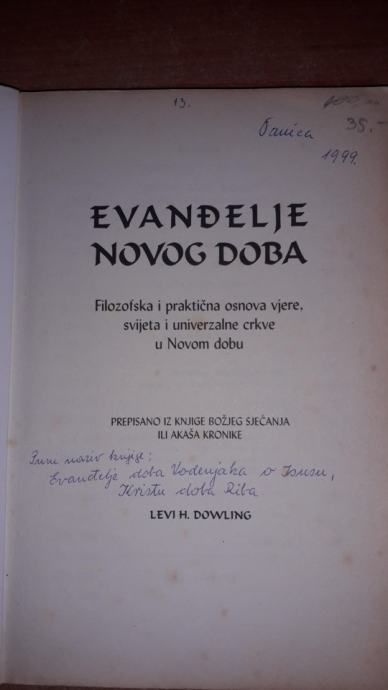 13.
35.-
Danica
1999.
EVANĐELJE
NOVOG DOBA
Filozofska i praktična osnova vjere,
svijeta i univerzalne crkve
u Novom dobu
PREPISANO IZ KNJIGE BOŽJEG SJEĆANJA
ILI AKAŠA KRONIKE
Puni naziv knjige:
Evanđelje doba Vodenjaka o Isusu,
Kristu doba Riba
LEVI H. DOWLING